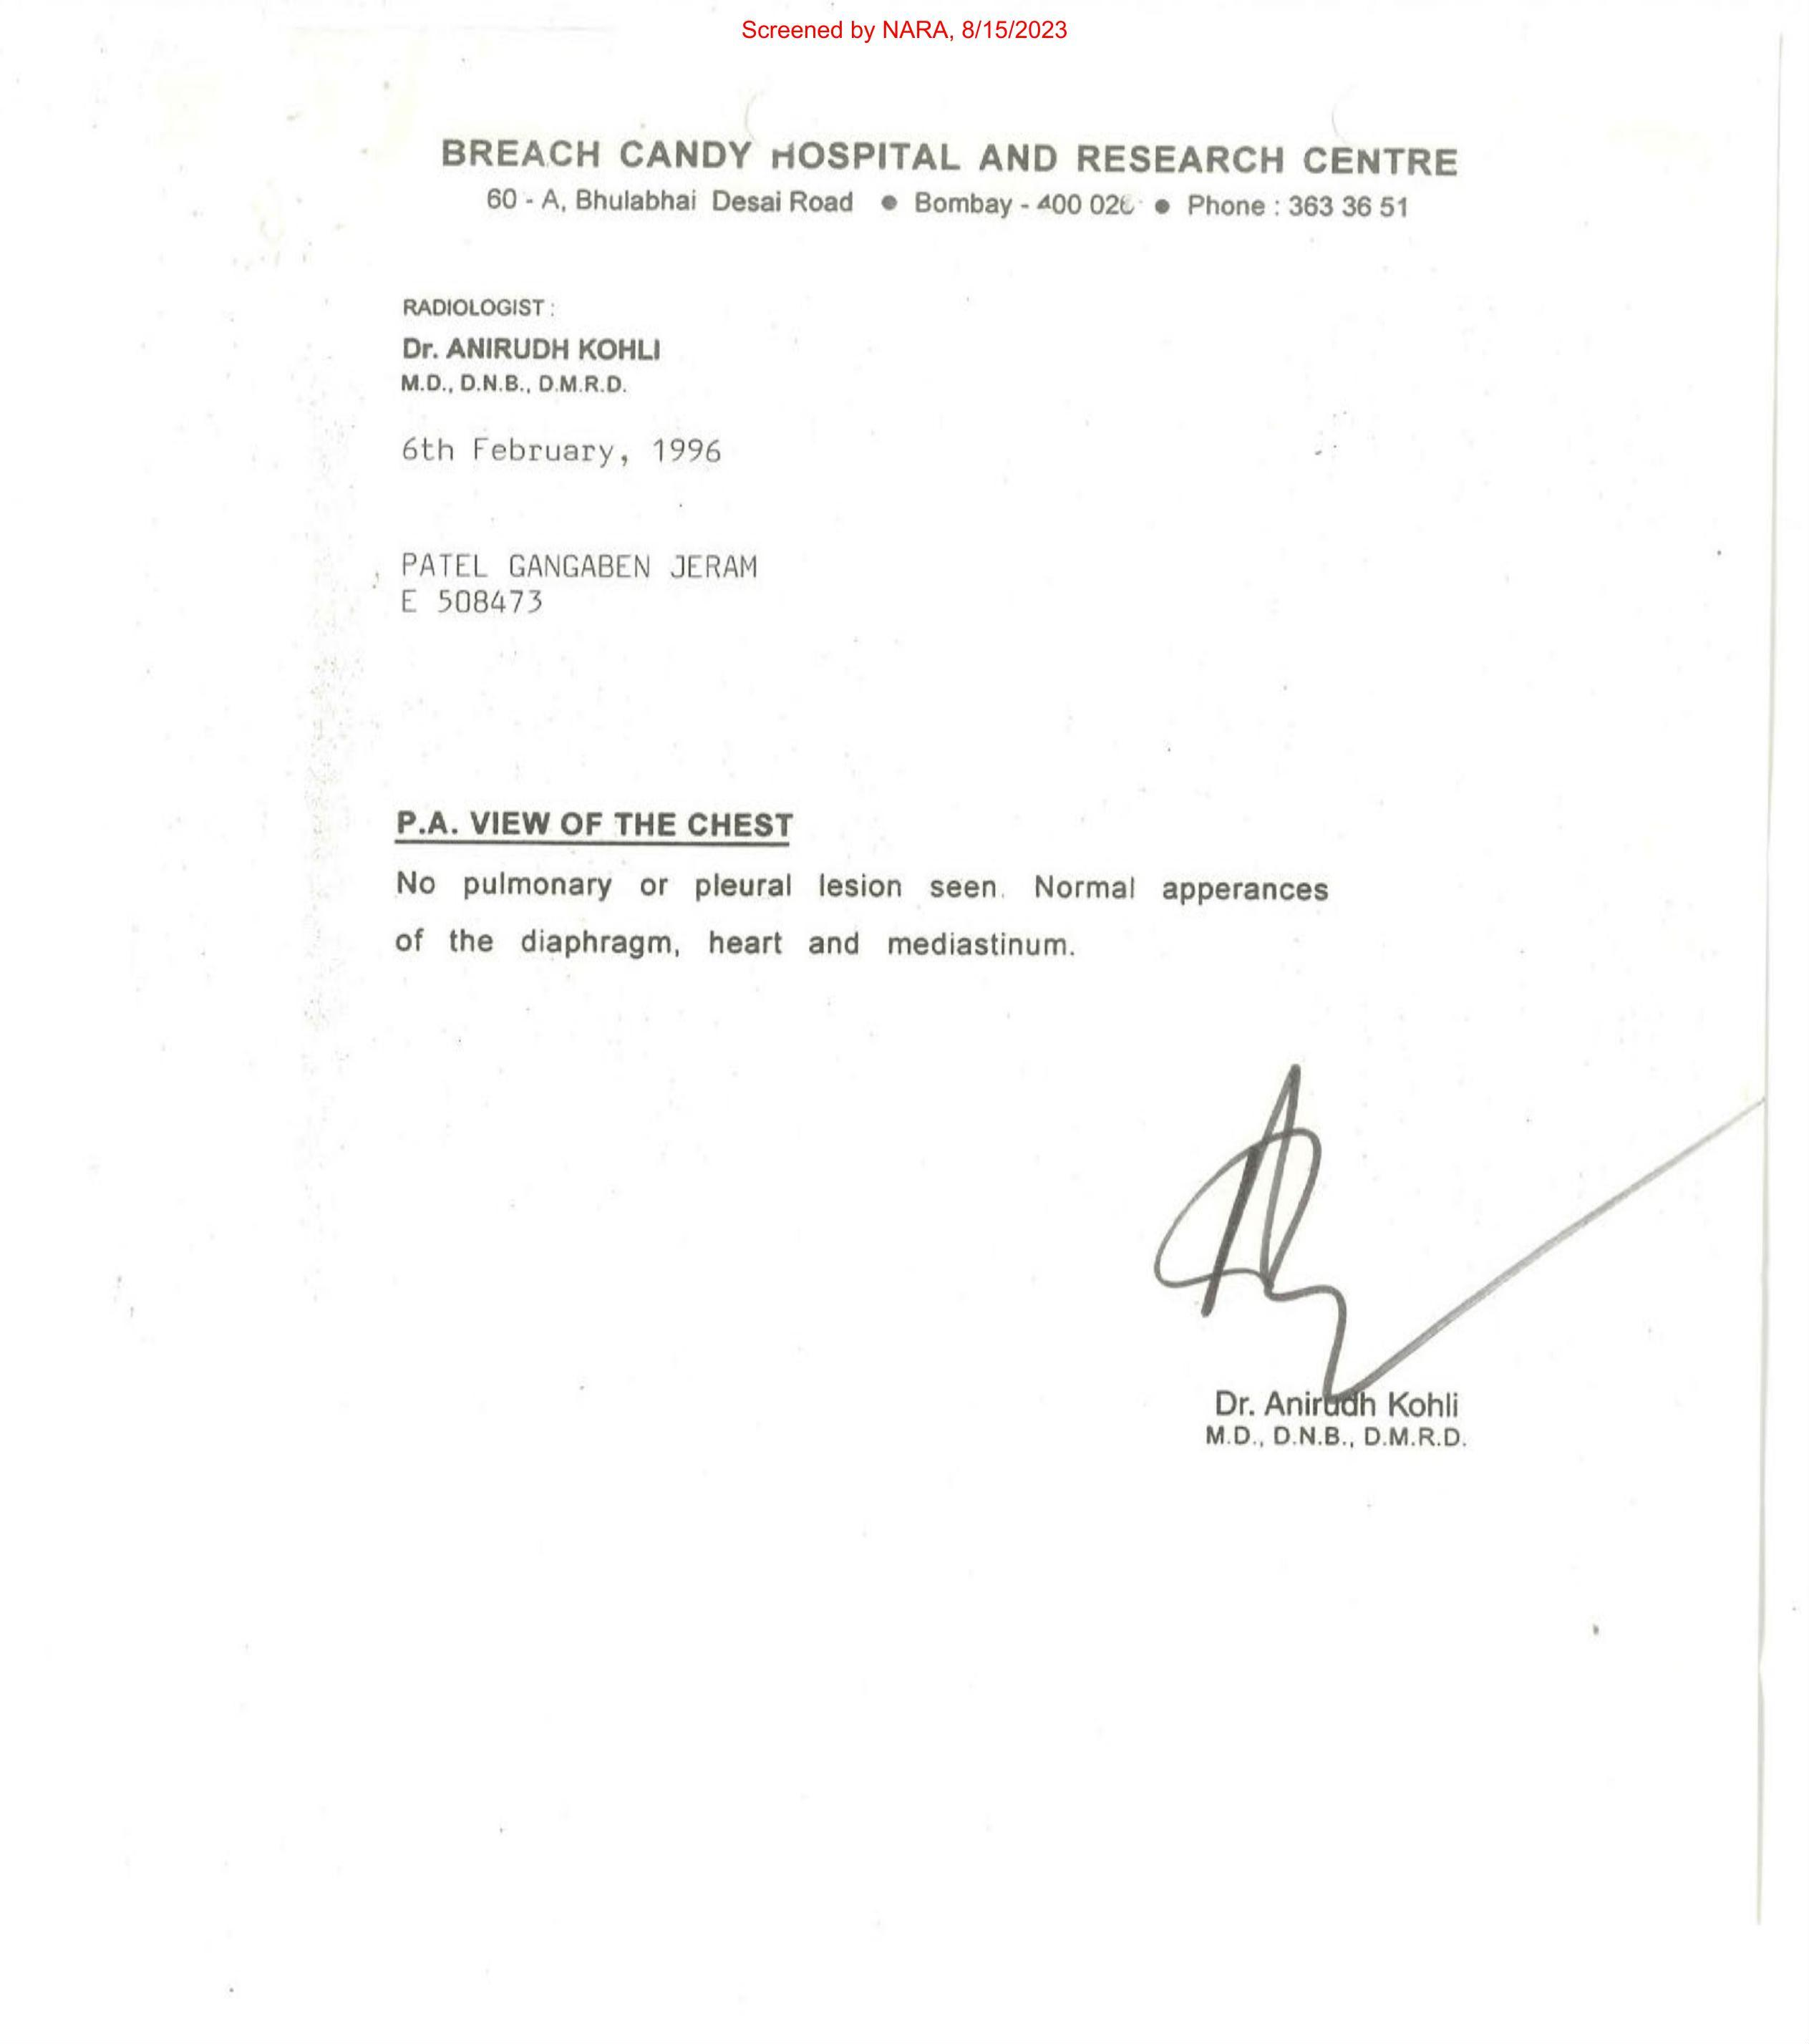 Screened by NARA, 8/15/2023
BREACH CANDY HOSPITAL AND RESEARCH CENTRE
60 - A, Bhulabhai Desai Road ● Bombay - 400 026 ● Phone : 363 36 51
RADIOLOGIST :
Dr. ANIRUDH KOHLI
M.D., D.N.B., D.M.R.D.
6th February, 1996
PATEL GANGABEN JERAM
E 508473
P.A. VIEW OF THE CHEST
No pulmonary or pleural lesion seen. Normal apperances
of the diaphragm, heart and mediastinum.
Dr. Anirudh Kohli
M.D., D.N.B., D.M.R.D.